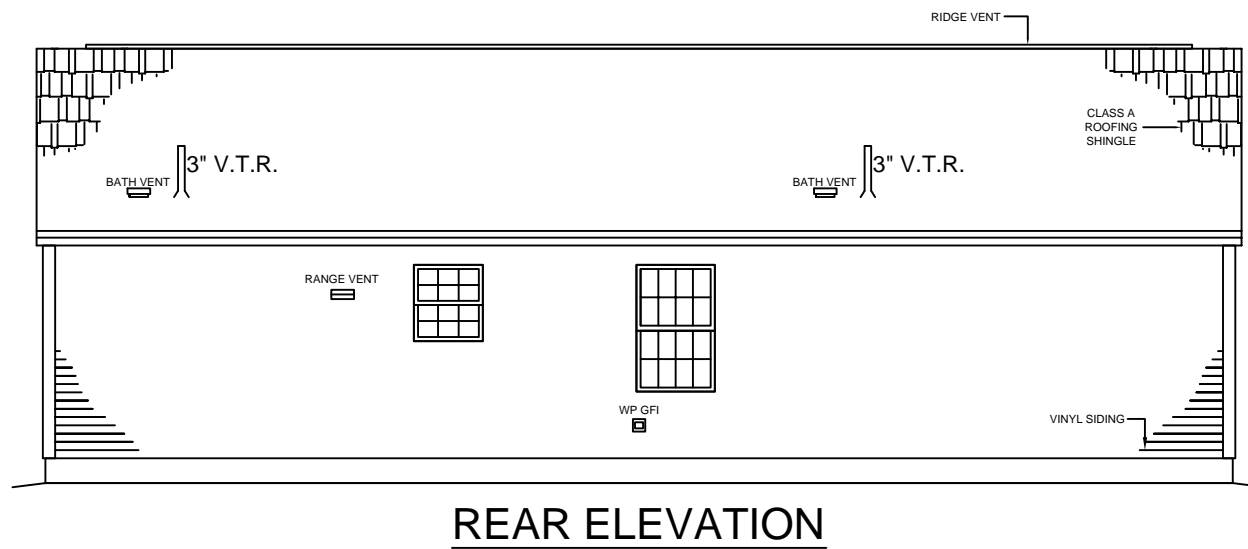 RIDGE VENT
CLASS A
ROOFING
SHINGLE
3" V.T.R.
BATH VENT
3" V.T.R.
BATH VENT
RANGE VENT
WP GFI
VINYL SIDING
REAR ELEVATION